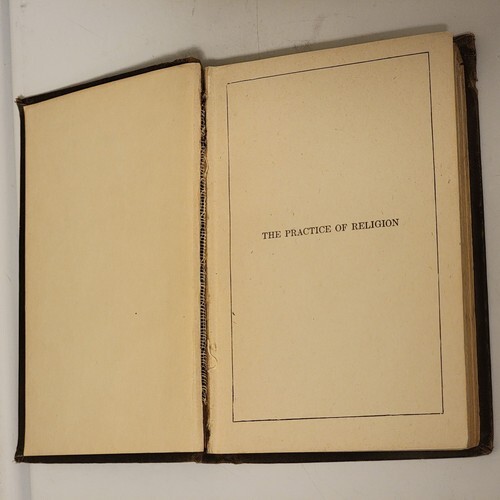 THE PRACTICE OF RELIGION